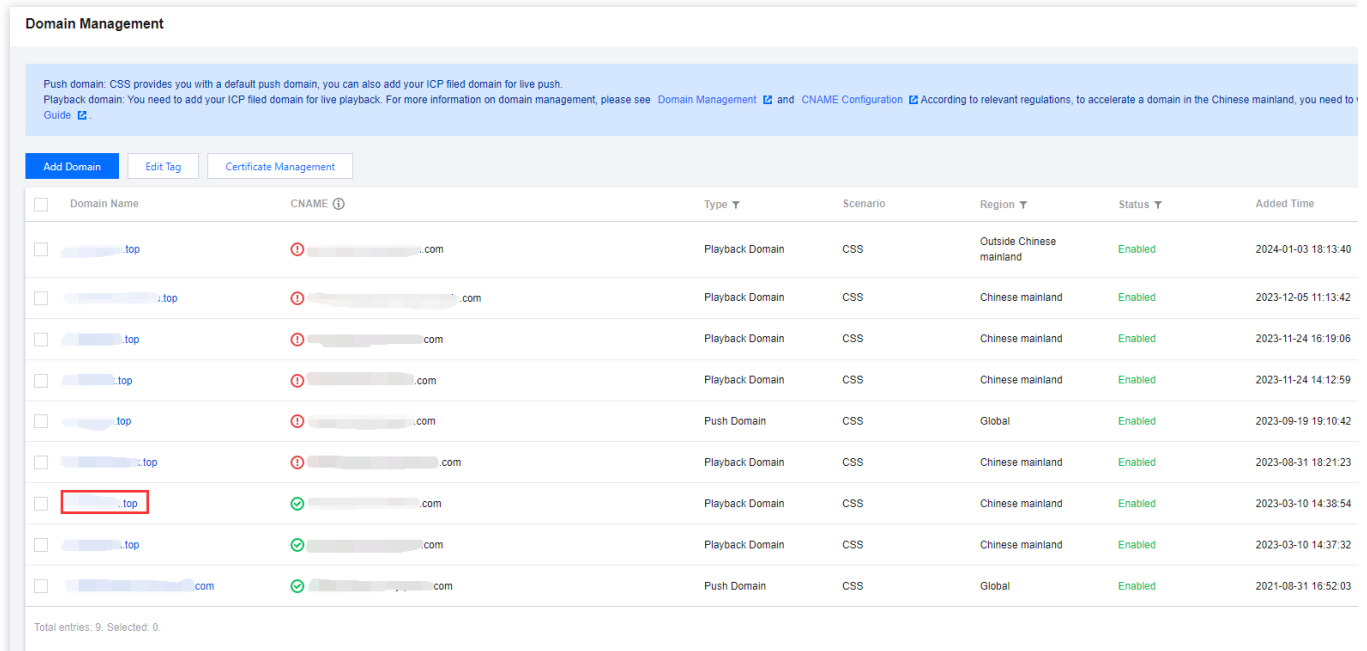 Domain Management
Push domain: CSS provides you with a default push domain, you can also add your ICP filed domain for live push.
Playback domain: You need to add your ICP filed domain for live playback. For more information on domain management, please see Domain Management and CNAME Configuration According to relevant regulations, to accelerate a domain in the Chinese mainland, you need to
Guide .
Add Domain Edit Tag Certificate Management
Domain Name CNAME Type Scenario Region Status Added Time
.top .com Playback Domain CSS Outside Chinese mainland Enabled 2024-01-03 18:13:40
.top .com Playback Domain CSS Chinese mainland Enabled 2023-12-05 11:13:42
.top com Playback Domain CSS Chinese mainland Enabled 2023-11-24 16:19:06
.top .com Playback Domain CSS Chinese mainland Enabled 2023-11-24 14:12:59
.top .com Push Domain CSS Global Enabled 2023-09-19 19:10:42
.top .com Playback Domain CSS Chinese mainland Enabled 2023-08-31 18:21:23
.top .com Playback Domain CSS Chinese mainland Enabled 2023-03-10 14:38:54
.top .com Playback Domain CSS Chinese mainland Enabled 2023-03-10 14:37:32
com com Push Domain CSS Global Enabled 2021-08-31 16:52:03
Total entries: 9. Selected: 0.